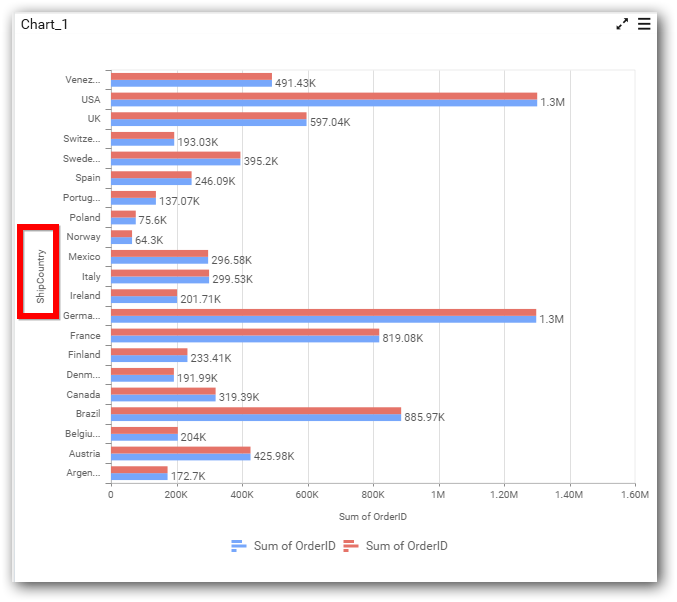 Chart_1
Venez... 491.43K
USA 1.3M
UK 597.04K
Switze... 193.03K
Swede... 395.2K
Spain 246.09K
Portug... 137.07K
Poland 75.6K
Norway 64.3K
Mexico 296.58K
Italy 299.53K
Ireland 201.71K
Germa... 1.3M
France 819.08K
Finland 233.41K
Denm... 191.99K
Canada 319.39K
Brazil 885.97K
Belgiu... 204K
Austria 425.98K
Argen... 172.7K
ShipCountry
0 200K 400K 600K 800K 1M 1.20M 1.40M 1.60M
Sum of OrderID
Sum of OrderID Sum of OrderID